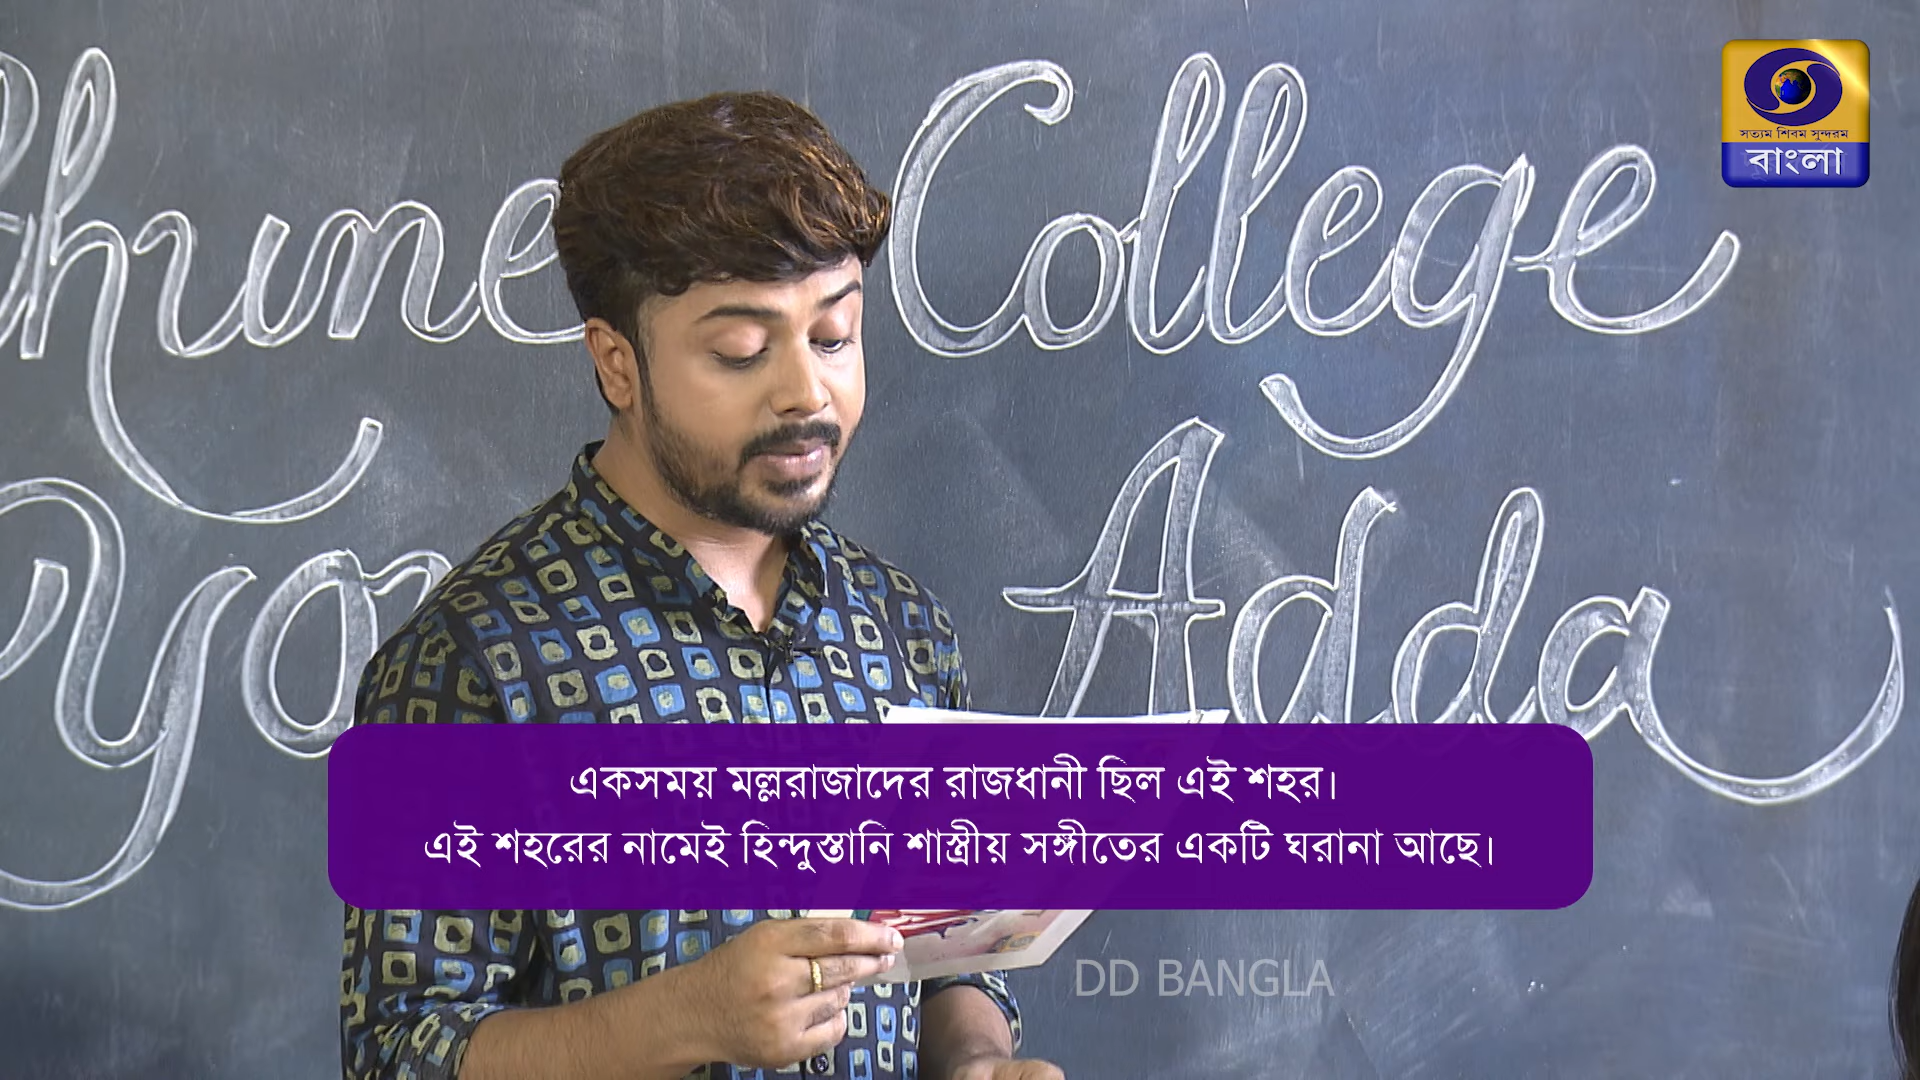 সত্যম শিবম সুন্দরম
বাংলা
College
Adda
একসময় মল্লরাজাদের রাজধানী ছিল এই শহর।
এই শহরের নামেই হিন্দুস্তানি শাস্ত্রীয় সঙ্গীতের একটি ঘরানা আছে।
DD BANGLA